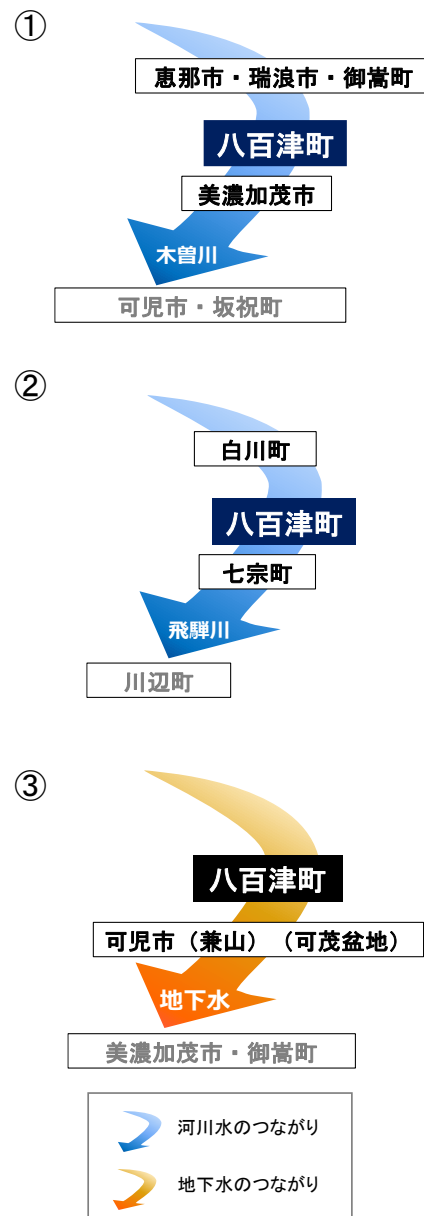 ①
恵那市・瑞浪市・御嵩町
八百津町
美濃加茂市
木曽川
可児市・坂祝町
②
白川町
八百津町
七宗町
飛騨川
川辺町
③
八百津町
可児市（兼山）（可茂盆地）
地下水
美濃加茂市・御嵩町
河川水のつながり
地下水のつながり